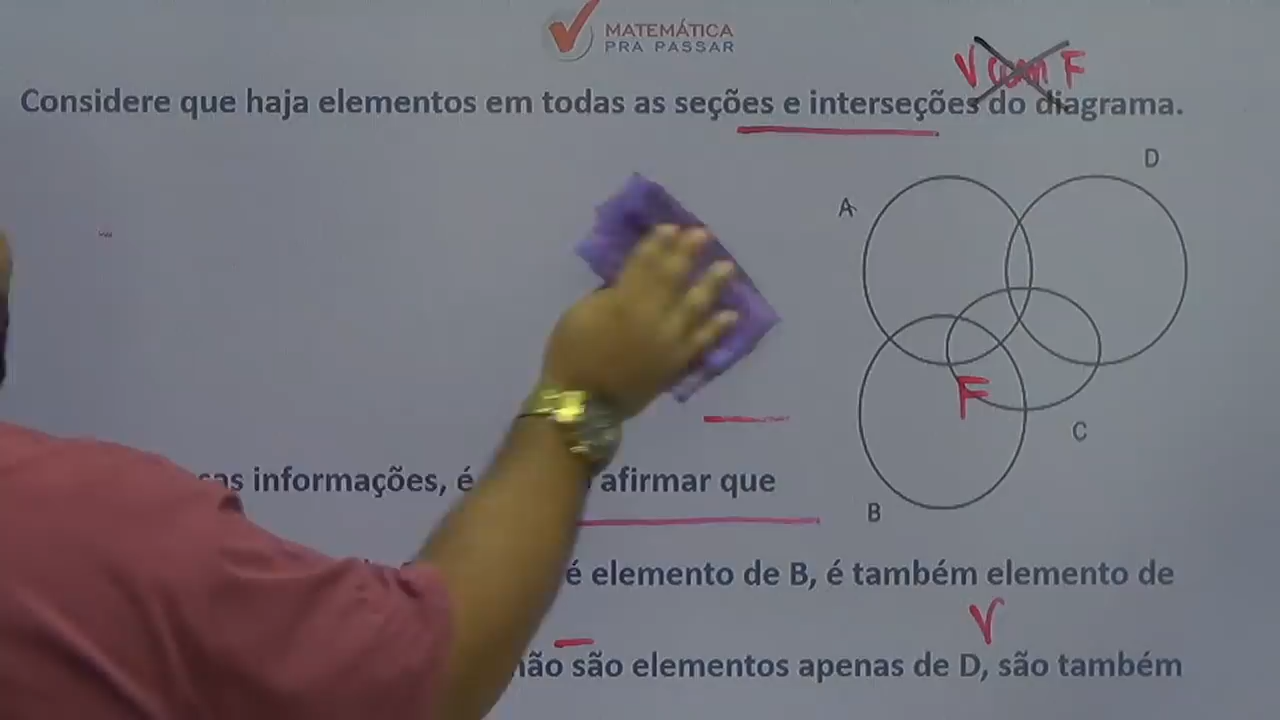 MATEMÁTICA
PRA PASSAR
V com F
Considere que haja elementos em todas as seções e interseções do diagrama.
D
A
F
C
B
informações, é afirmar que
é elemento de B, é também elemento de
V
não são elementos apenas de D, são também